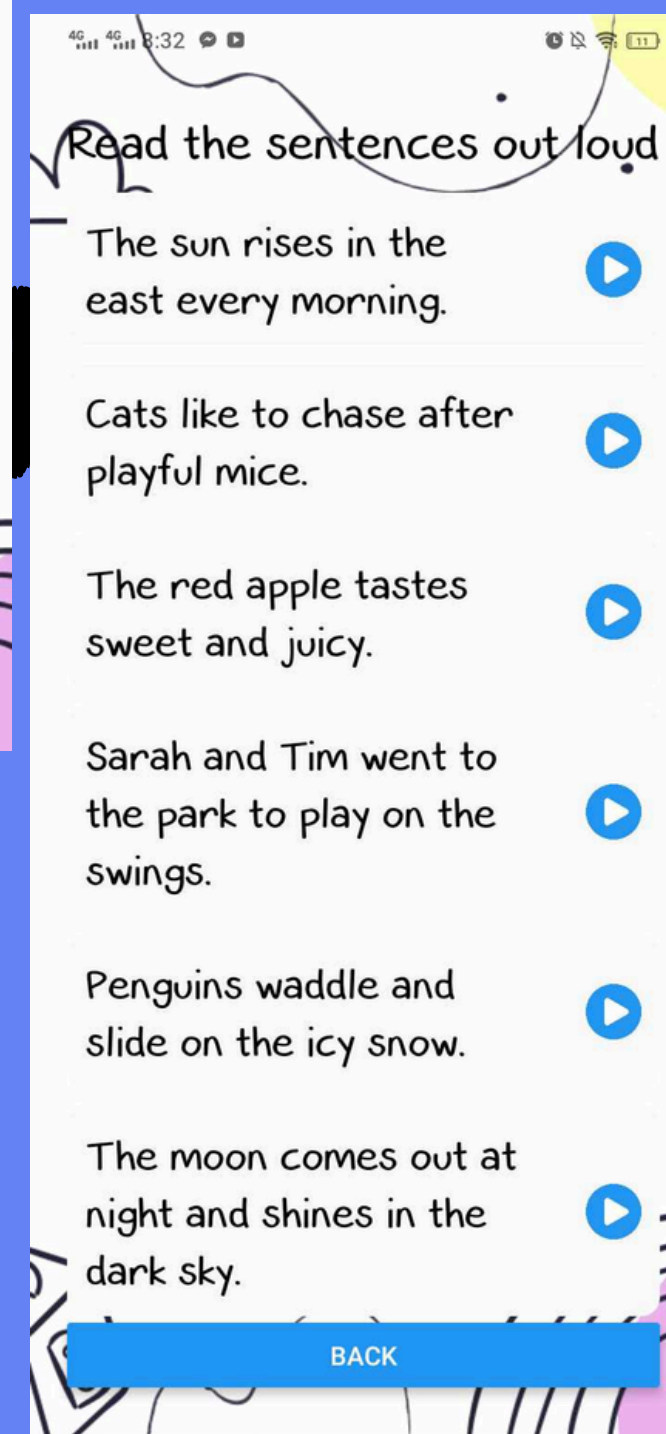 4G 4G 8:32 11
Read the sentences out loud
The sun rises in the
east every morning.
Cats like to chase after
playful mice.
The red apple tastes
sweet and juicy.
Sarah and Tim went to
the park to play on the
swings.
Penguins waddle and
slide on the icy snow.
The moon comes out at
night and shines in the
dark sky.
BACK